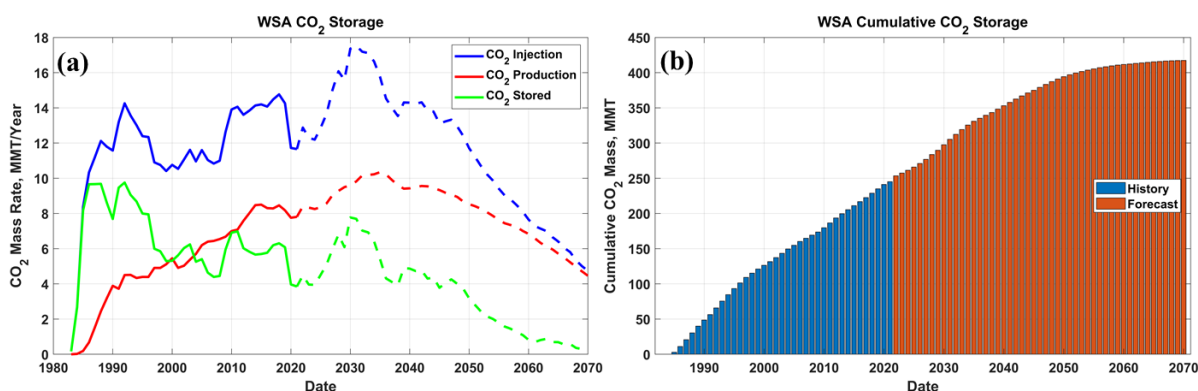 WSA CO2 Storage
(a)
CO2 Injection
CO2 Production
CO2 Stored
CO2 Mass Rate, MMT/Year
18
16
14
12
10
8
6
4
2
0
1980 1990 2000 2010 2020 2030 2040 2050 2060 2070
Date
WSA Cumulative CO2 Storage
(b)
History
Forecast
Cumulative CO2 Mass, MMT
450
400
350
300
250
200
150
100
50
0
1990 2000 2010 2020 2030 2040 2050 2060 2070
Date